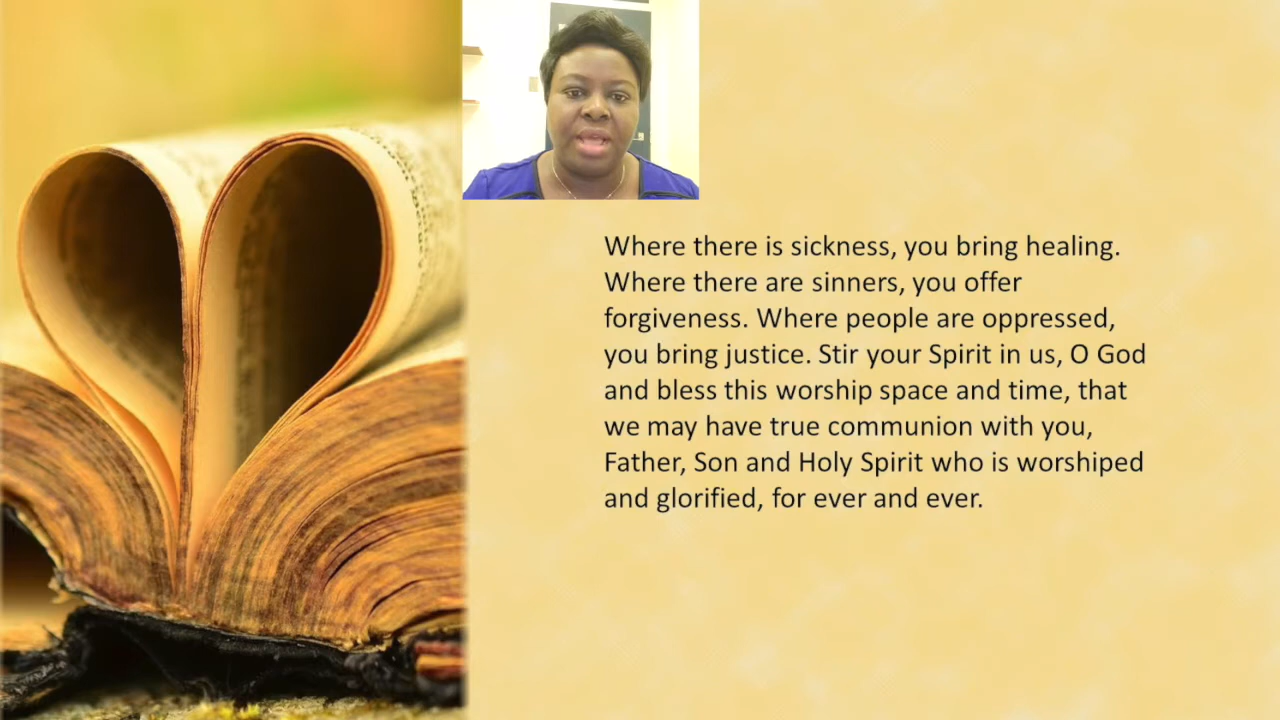 Where there is sickness, you bring healing.
Where there are sinners, you offer
forgiveness. Where people are oppressed,
you bring justice. Stir your Spirit in us, O God
and bless this worship space and time, that
we may have true communion with you,
Father, Son and Holy Spirit who is worshiped
and glorified, for ever and ever.